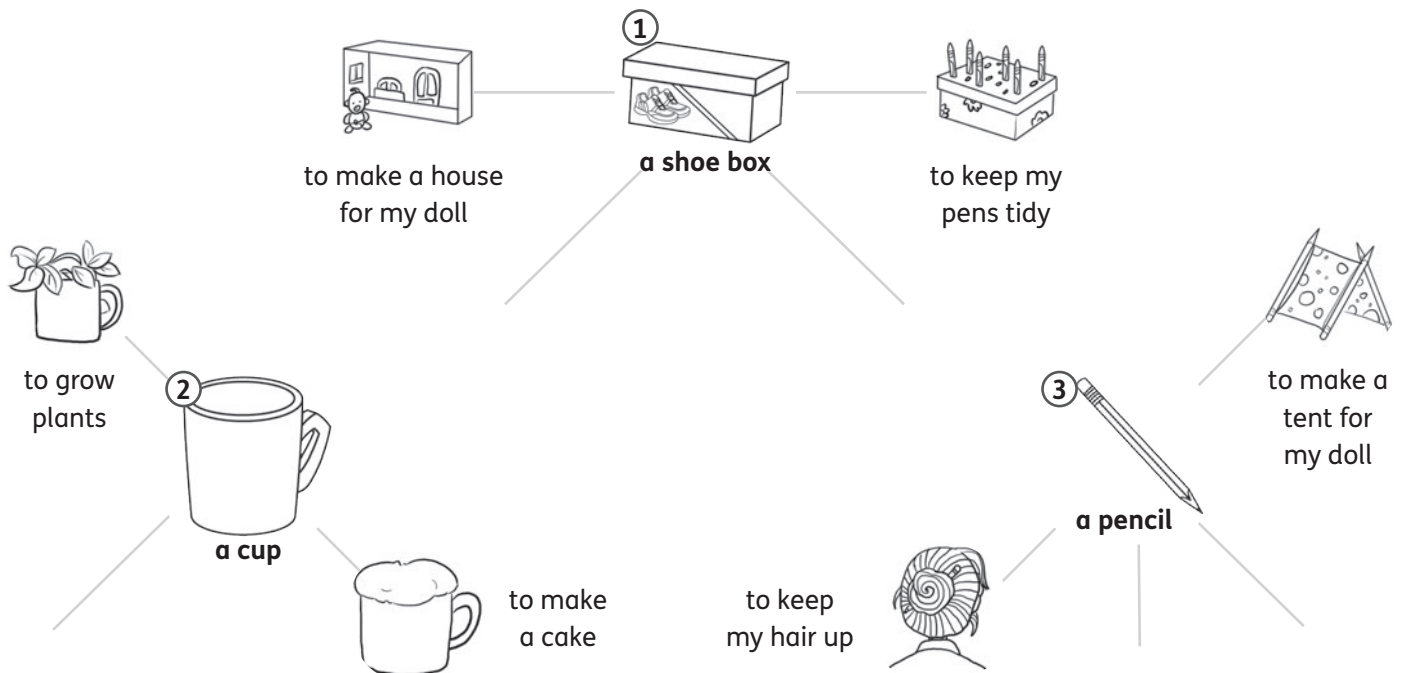 1
a shoe box
to make a house
for my doll
to keep my
pens tidy
2
a cup
to grow
plants
to make
a cake
3
a pencil
to make a
tent for
my doll
to keep
my hair up